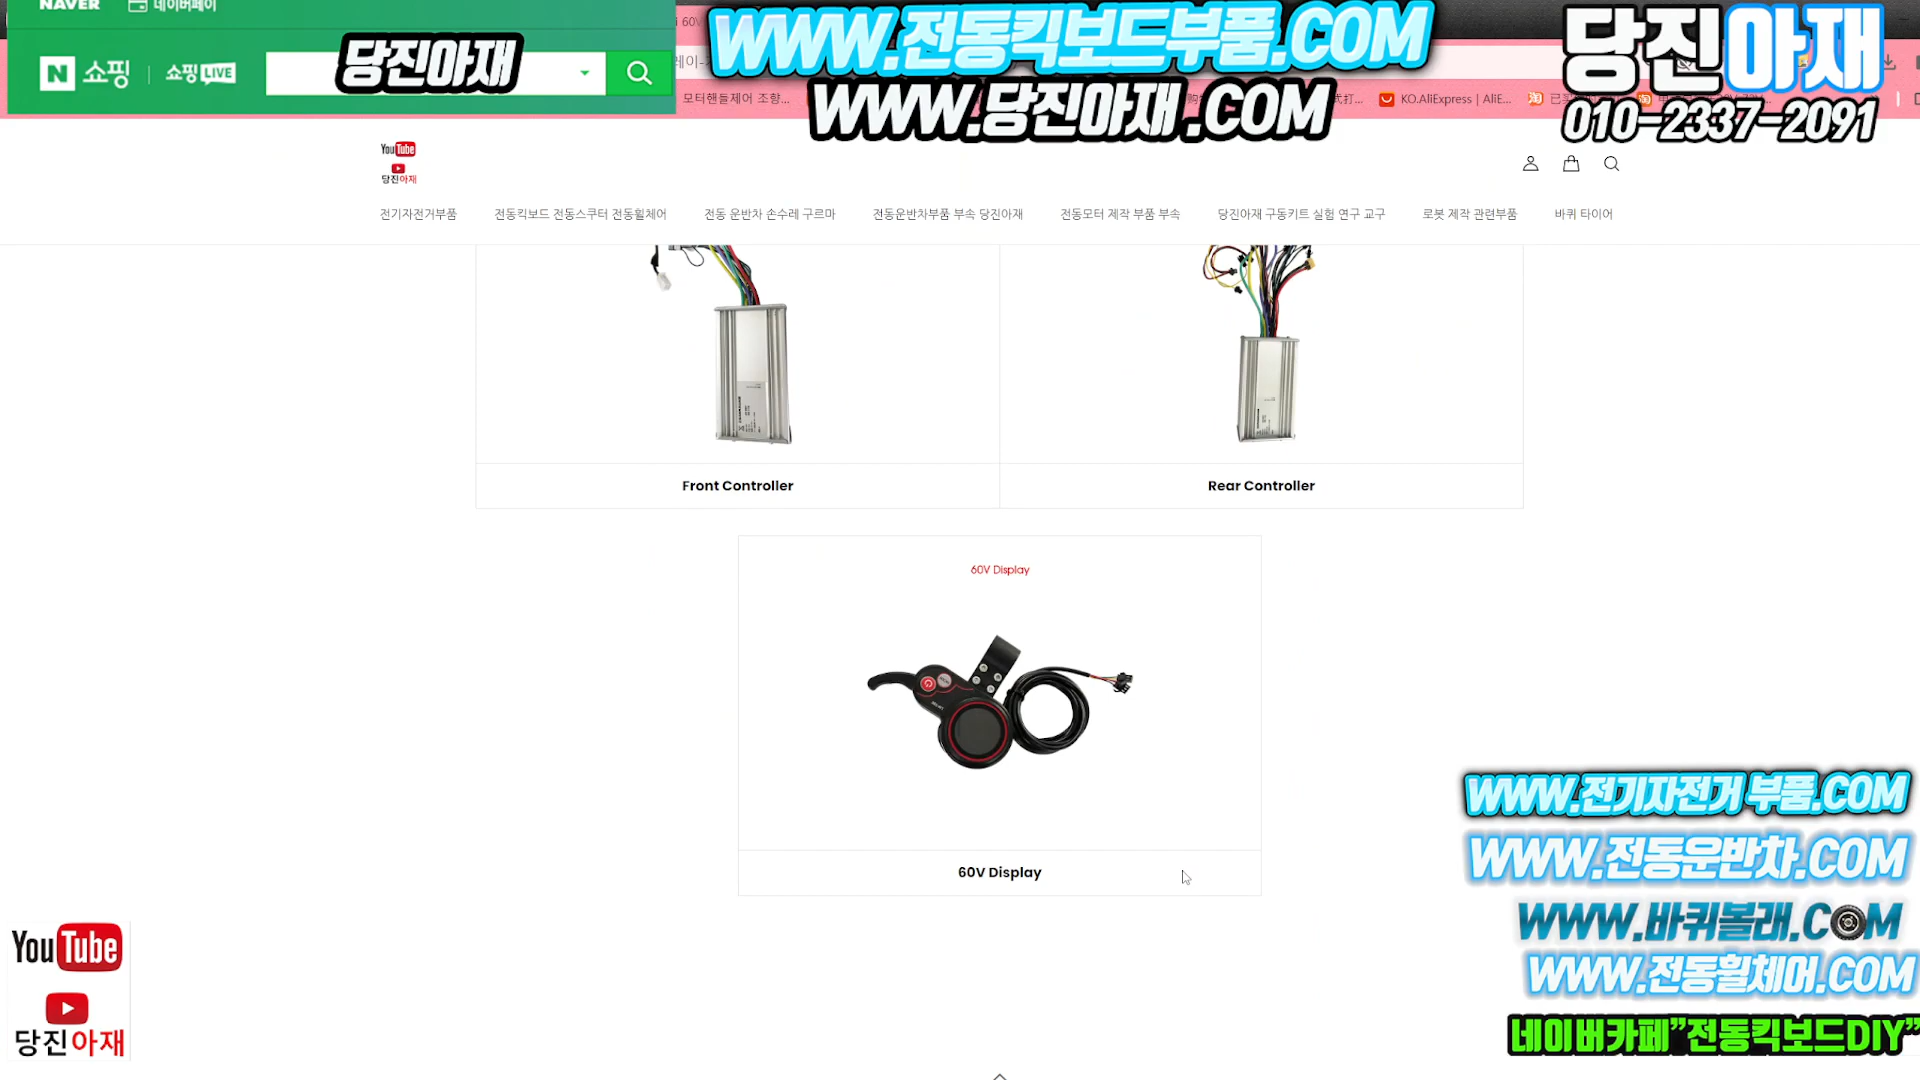 NAVER 네이버페이
N 쇼핑 쇼핑LIVE
당진아재
WWW.전동킥보드부품.COM
WWW.당진아재.COM
당진아재
010-2337-2091
모터핸들제어 조향...
KO.AliExpress | AliE...
YouTube
당진아재
전기자전거부품
전동킥보드 전동스쿠터 전동휠체어
전동 운반차 손수레 구르마
전동운반차부품 부속 당진아재
전동모터 제작 부품 부속
당진아재 구동키트 실험 연구 교구
로봇 제작 관련부품
바퀴 타이어
Front Controller
Rear Controller
60V Display
60V Display
WWW.전기자전거부품.COM
WWW.전동운반차.COM
WWW.바퀴볼래.COM
WWW.전동휠체어.COM
네이버카페"전동킥보드DIY"
YouTube
당진아재